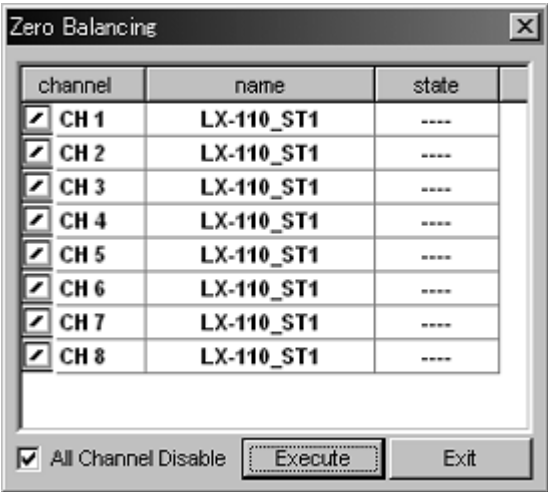 Zero Balancing
channel name state
CH 1 LX-110_ST1 ----
CH 2 LX-110_ST1 ----
CH 3 LX-110_ST1 ----
CH 4 LX-110_ST1 ----
CH 5 LX-110_ST1 ----
CH 6 LX-110_ST1 ----
CH 7 LX-110_ST1 ----
CH 8 LX-110_ST1 ----
All Channel Disable Execute Exit